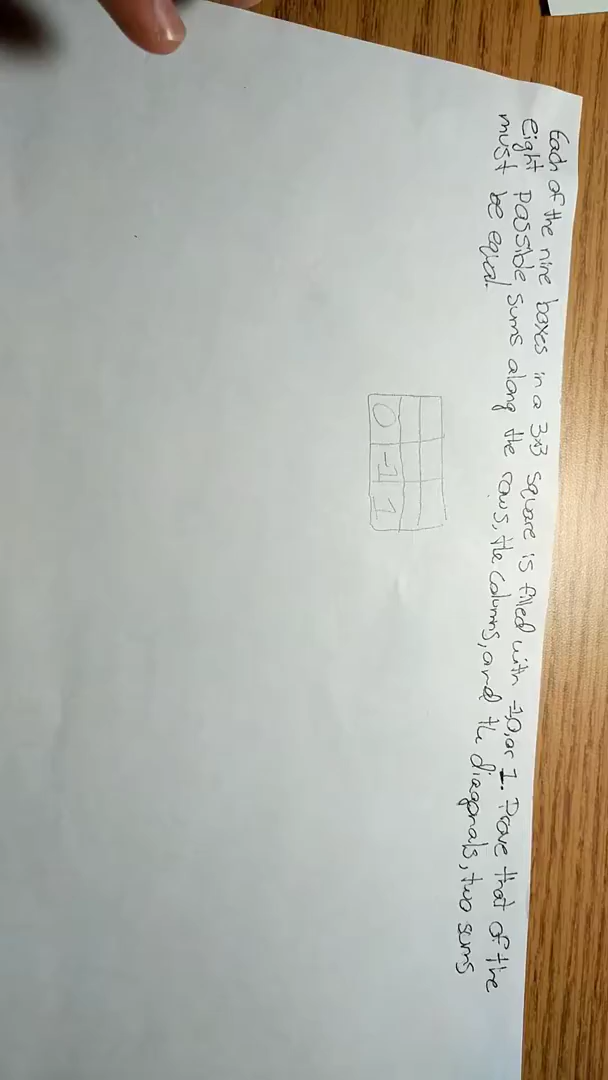 Each of the nine boxes in a 3x3 square is filled with -1,0,or 1. Prove that of the
eight possible sums along the rows, the columns, and the diagonals, two sums
must be equal.
0 -1 1